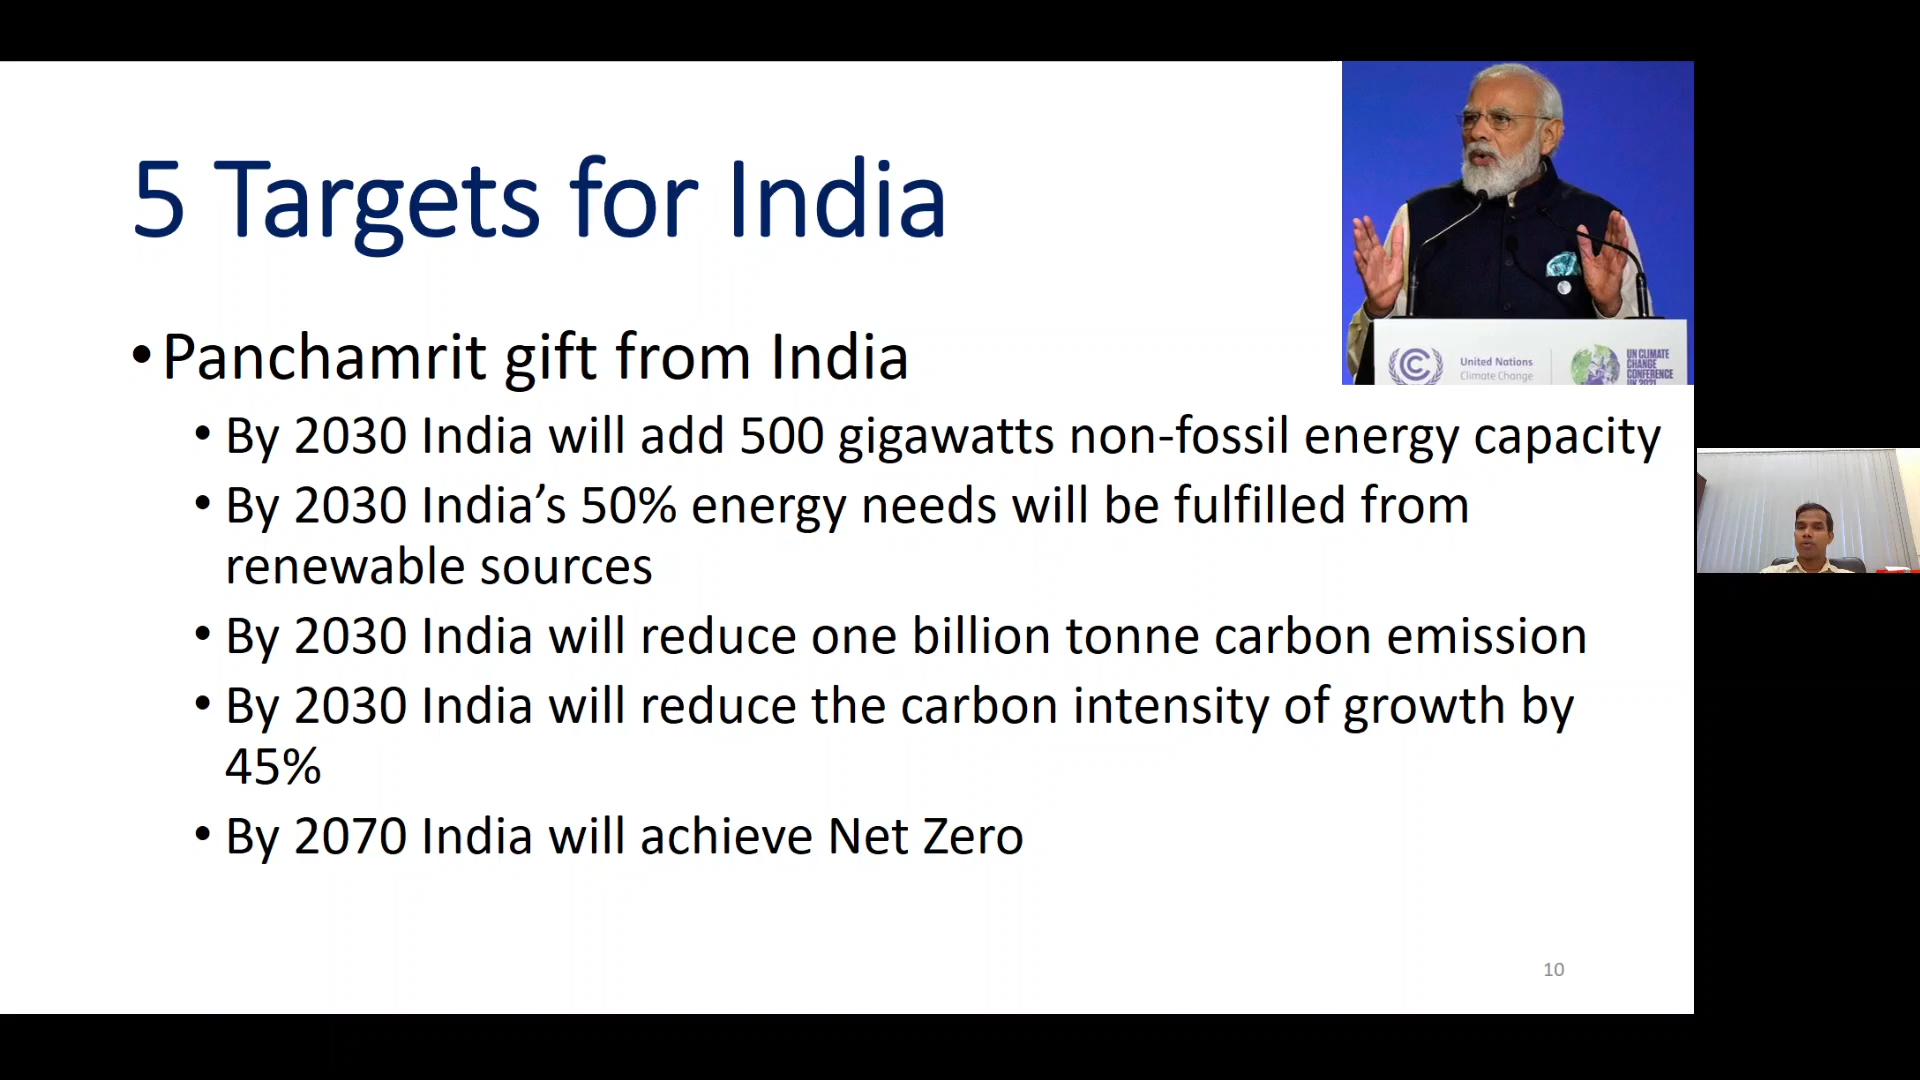 5 Targets for India
• Panchamrit gift from India
• By 2030 India will add 500 gigawatts non-fossil energy capacity
• By 2030 India’s 50% energy needs will be fulfilled from
renewable sources
• By 2030 India will reduce one billion tonne carbon emission
• By 2030 India will reduce the carbon intensity of growth by
45%
• By 2070 India will achieve Net Zero
United Nations
Climate Change
UN CLIMATE
CHANGE
CONFERENCE
UK 2021
10